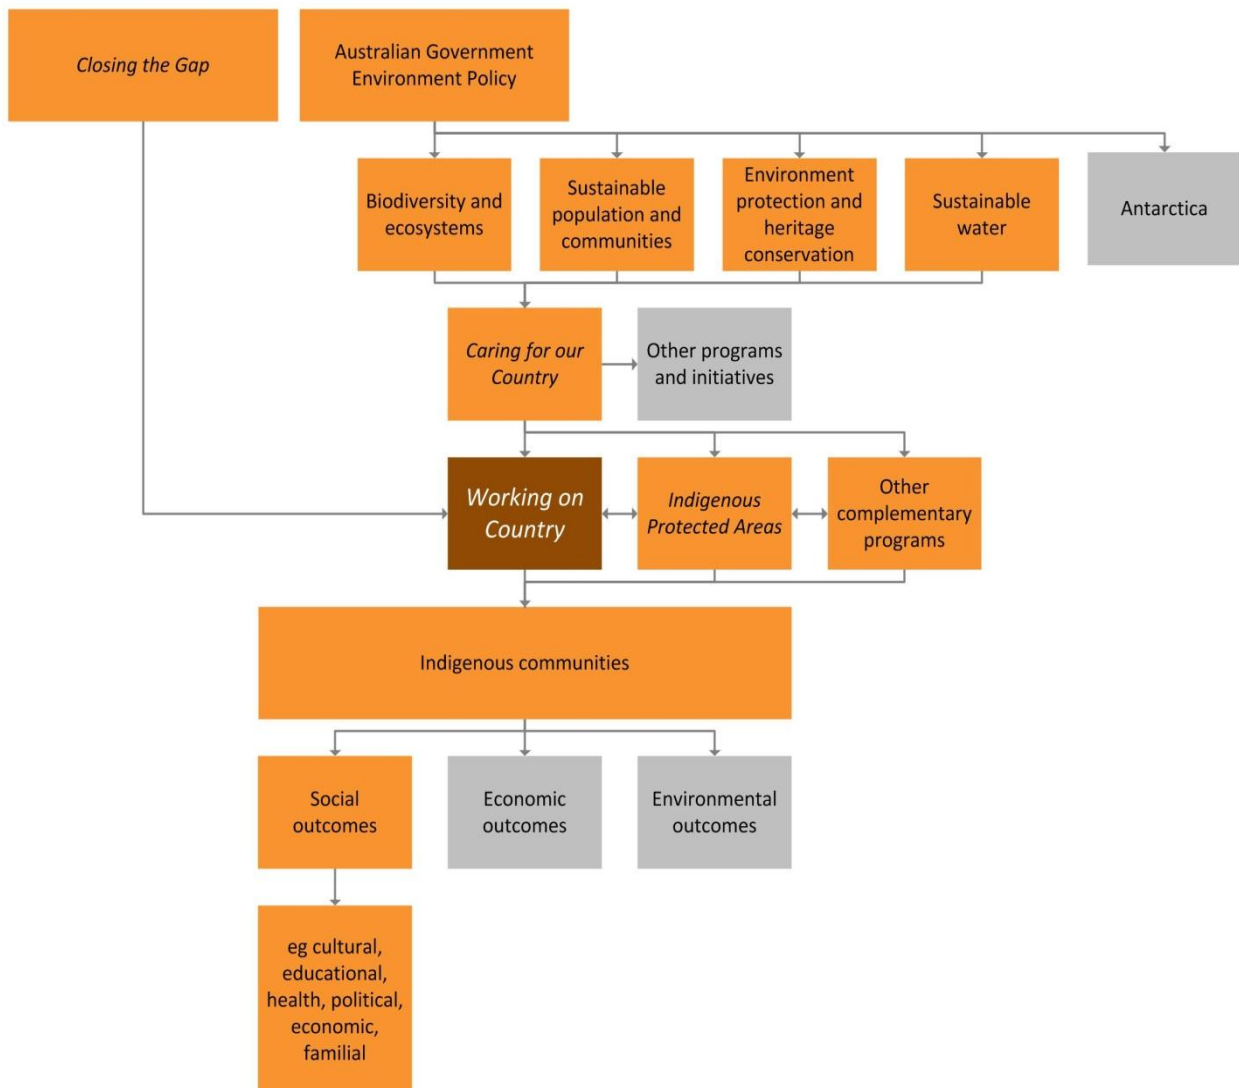 Closing the Gap
Australian Government
Environment Policy
Biodiversity and
ecosystems
Sustainable
population and
communities
Environment
protection and
heritage
conservation
Sustainable
water
Antarctica
Caring for our
Country
Other programs
and initiatives
Working on
Country
Indigenous
Protected Areas
Other
complementary
programs
Indigenous communities
Social
outcomes
Economic
outcomes
Environmental
outcomes
eg cultural,
educational,
health, political,
economic,
familial